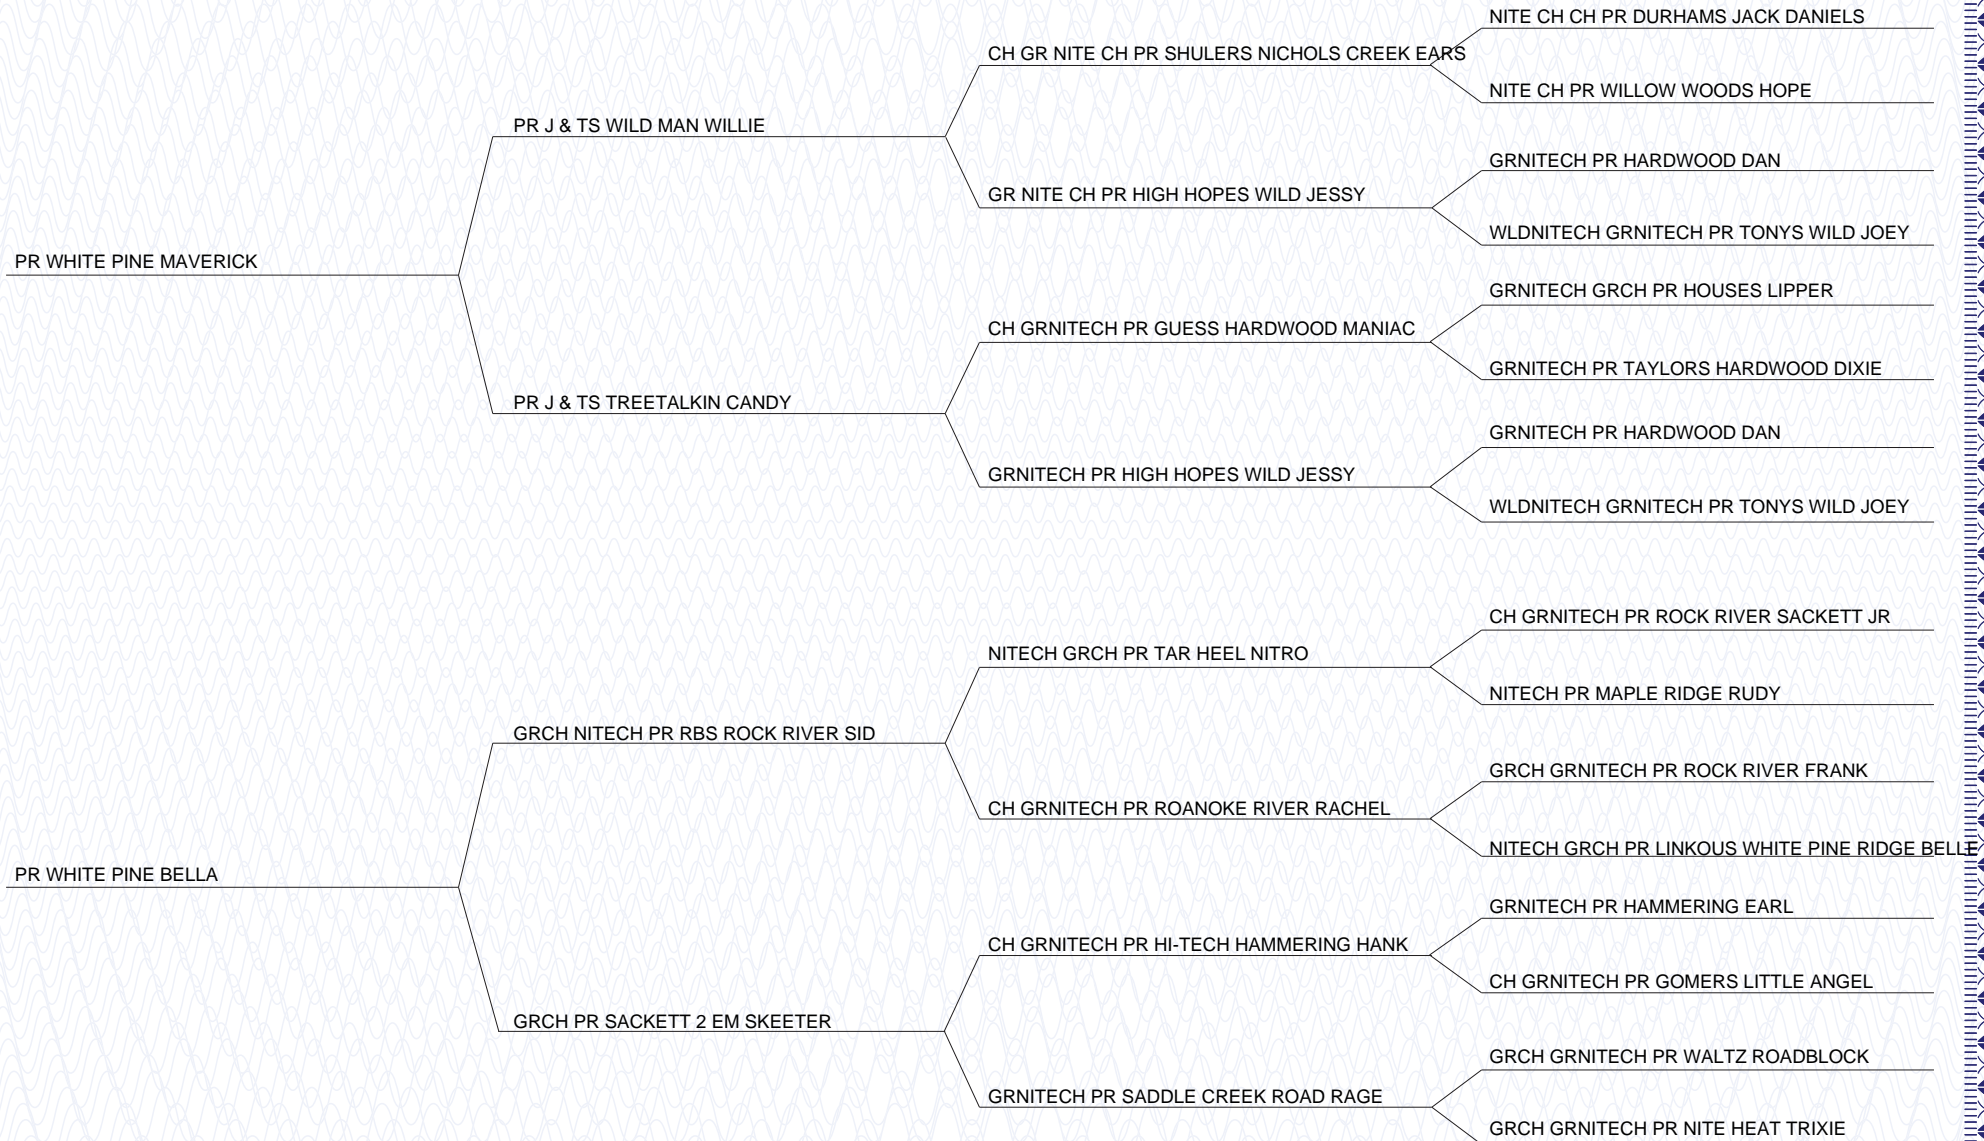 NITE CH CH PR DURHAMS JACK DANIELS
CH GR NITE CH PR SHULERS NICHOLS CREEK EARS
NITE CH PR WILLOW WOODS HOPE
PR J & TS WILD MAN WILLIE
GRNITECH PR HARDWOOD DAN
GR NITE CH PR HIGH HOPES WILD JESSY
WLDNITECH GRNITECH PR TONYS WILD JOEY
PR WHITE PINE MAVERICK
GRNITECH GRCH PR HOUSES LIPPER
CH GRNITECH PR GUESS HARDWOOD MANIAC
GRNITECH PR TAYLORS HARDWOOD DIXIE
PR J & TS TREETALKIN CANDY
GRNITECH PR HARDWOOD DAN
GRNITECH PR HIGH HOPES WILD JESSY
WLDNITECH GRNITECH PR TONYS WILD JOEY
CH GRNITECH PR ROCK RIVER SACKETT JR
NITECH GRCH PR TAR HEEL NITRO
NITECH PR MAPLE RIDGE RUDY
GRCH NITECH PR RBS ROCK RIVER SID
GRCH GRNITECH PR ROCK RIVER FRANK
CH GRNITECH PR ROANOKE RIVER RACHEL
NITECH GRCH PR LINKOUS WHITE PINE RIDGE BELLE
PR WHITE PINE BELLA
GRNITECH PR HAMMERING EARL
CH GRNITECH PR HI-TECH HAMMERING HANK
CH GRNITECH PR GOMERS LITTLE ANGEL
GRCH PR SACKETT 2 EM SKEETER
GRCH GRNITECH PR WALTZ ROADBLOCK
GRNITECH PR SADDLE CREEK ROAD RAGE
GRCH GRNITECH PR NITE HEAT TRIXIE